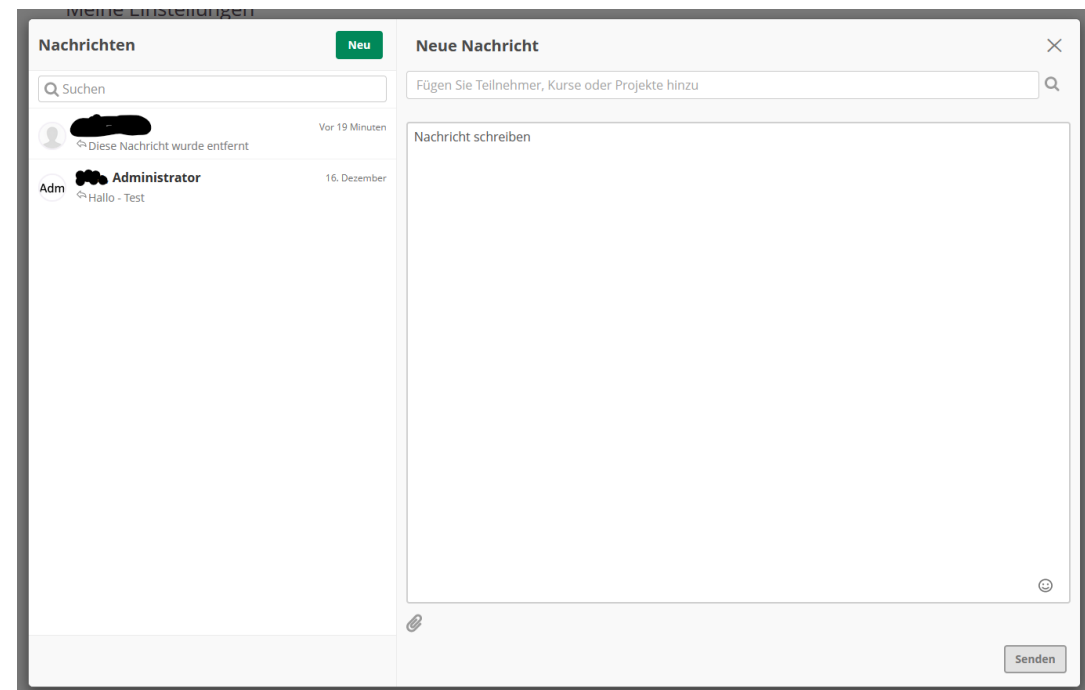 Meine Einstellungen
Nachrichten
Neu
Suchen
Vor 19 Minuten
Diese Nachricht wurde entfernt
Adm
Administrator
16. Dezember
Hallo - Test
Neue Nachricht
Fügen Sie Teilnehmer, Kurse oder Projekte hinzu
Nachricht schreiben
Senden